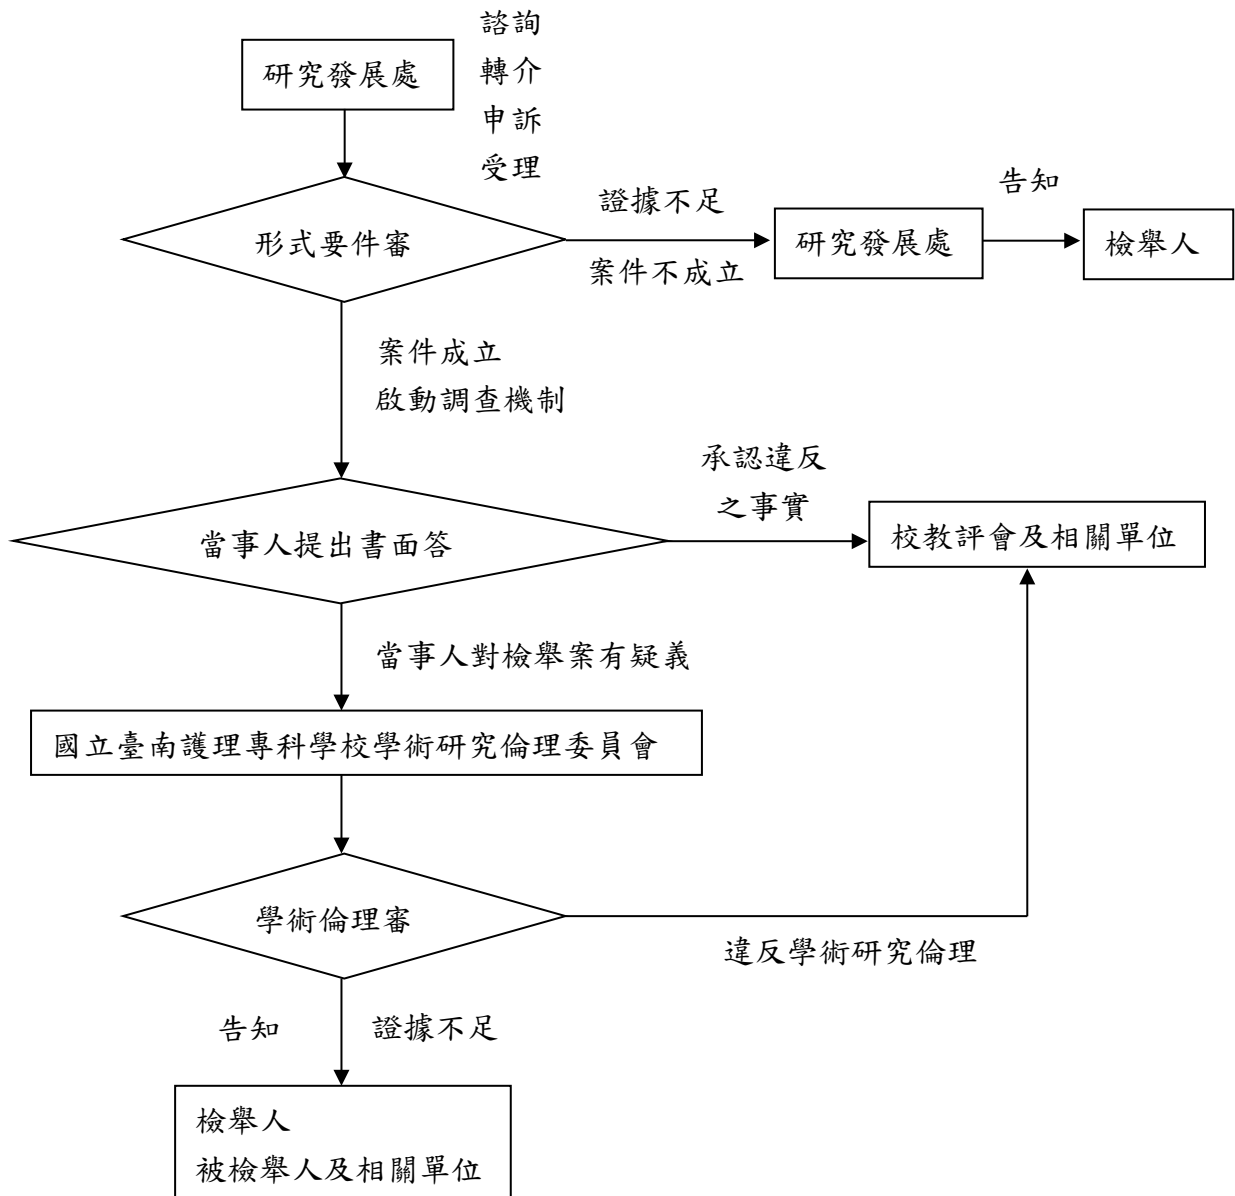 諮詢
轉介
申訴
受理
研究發展處
形式要件審
證據不足
案件不成立
研究發展處
告知
檢舉人
案件成立
啟動調查機制
當事人提出書面答
承認違反
之事實
校教評會及相關單位
當事人對檢舉案有疑義
國立臺南護理專科學校學術研究倫理委員會
學術倫理審
違反學術研究倫理
告知
證據不足
檢舉人
被檢舉人及相關單位